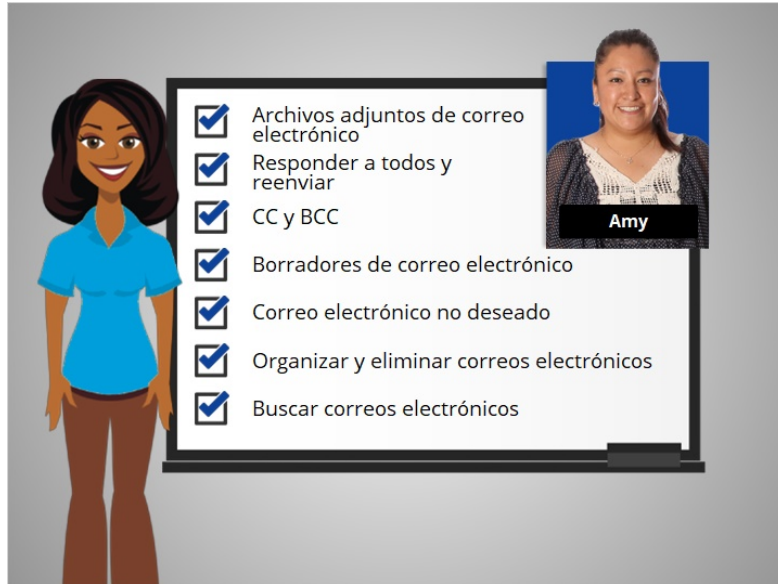 Archivos adjuntos de correo
electrónico
Responder a todos y
reenviar
CC y BCC
Borradores de correo electrónico
Correo electrónico no deseado
Organizar y eliminar correos electrónicos
Buscar correos electrónicos
Amy